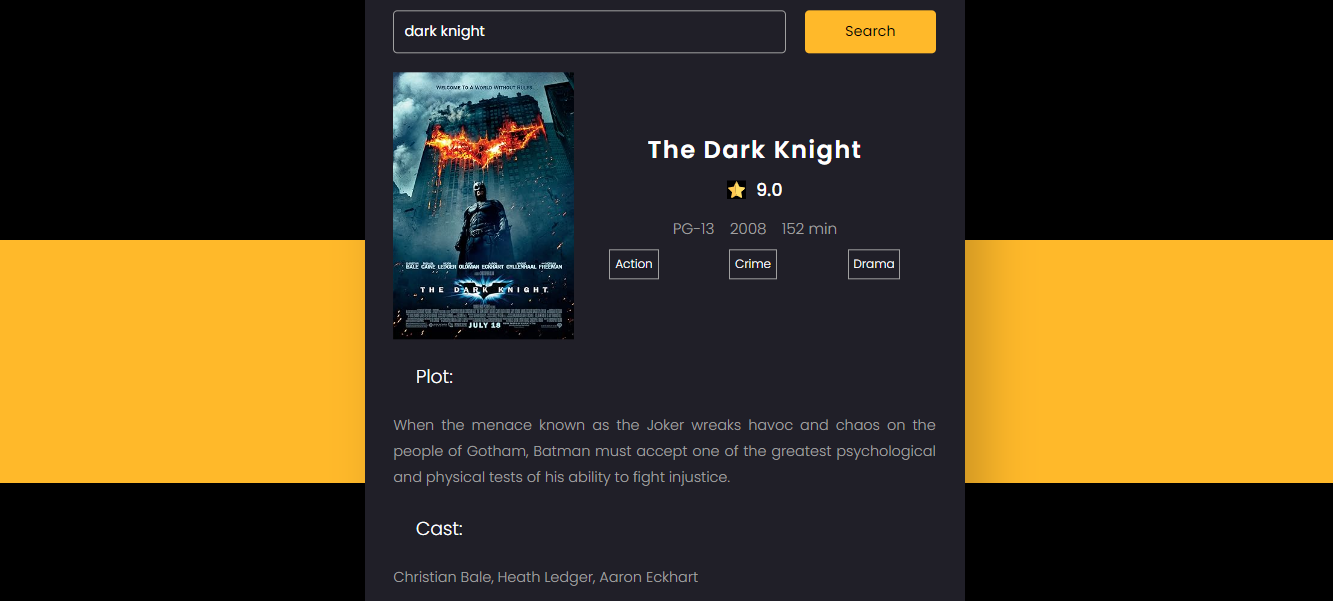 dark knight
Search
WELCOME TO A WORLD WITHOUT RULES.
The Dark Knight
9.0
PG-13 2008 152 min
Action Crime Drama
BALE CAINE LEDGER OLDMAN ECKHART GYLLENHAAL FREEMAN
THE DARK KNIGHT
JULY 18
Plot:
When the menace known as the Joker wreaks havoc and chaos on the
people of Gotham, Batman must accept one of the greatest psychological
and physical tests of his ability to fight injustice.
Cast:
Christian Bale, Heath Ledger, Aaron Eckhart